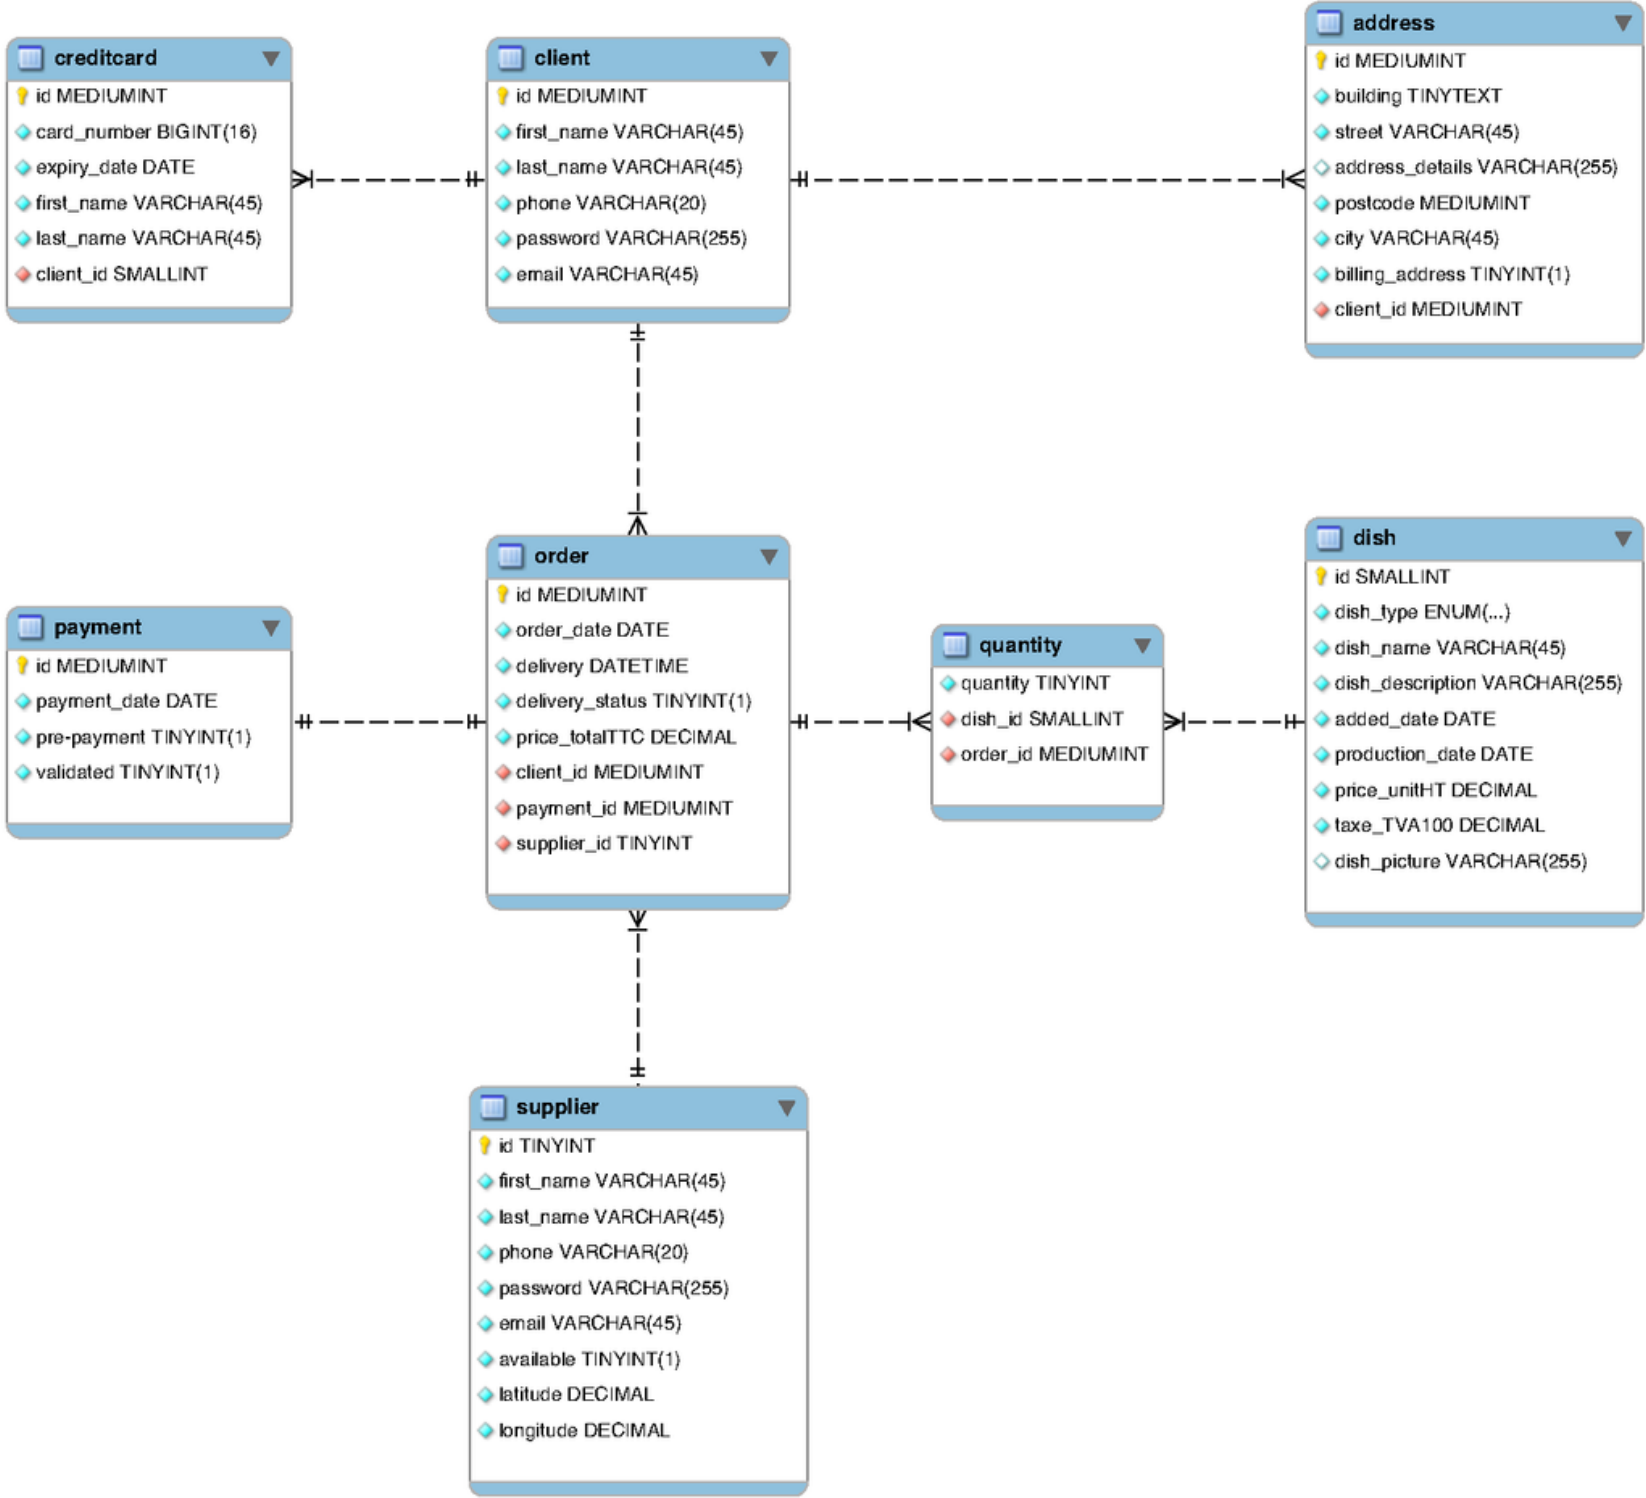 creditcard
id MEDIUMINT
card_number BIGINT(16)
expiry_date DATE
first_name VARCHAR(45)
last_name VARCHAR(45)
client_id SMALLINT
client
id MEDIUMINT
first_name VARCHAR(45)
last_name VARCHAR(45)
phone VARCHAR(20)
password VARCHAR(255)
email VARCHAR(45)
address
id MEDIUMINT
building TINYTEXT
street VARCHAR(45)
address_details VARCHAR(255)
postcode MEDIUMINT
city VARCHAR(45)
billing_address TINYINT(1)
client_id MEDIUMINT
payment
id MEDIUMINT
payment_date DATE
pre-payment TINYINT(1)
validated TINYINT(1)
order
id MEDIUMINT
order_date DATE
delivery DATETIME
delivery_status TINYINT(1)
price_totalTTC DECIMAL
client_id MEDIUMINT
payment_id MEDIUMINT
supplier_id TINYINT
quantity
quantity TINYINT
dish_id SMALLINT
order_id MEDIUMINT
dish
id SMALLINT
dish_type ENUM(...)
dish_name VARCHAR(45)
dish_description VARCHAR(255)
added_date DATE
production_date DATE
price_unitHT DECIMAL
taxe_TVA100 DECIMAL
dish_picture VARCHAR(255)
supplier
id TINYINT
first_name VARCHAR(45)
last_name VARCHAR(45)
phone VARCHAR(20)
password VARCHAR(255)
email VARCHAR(45)
available TINYINT(1)
latitude DECIMAL
longitude DECIMAL